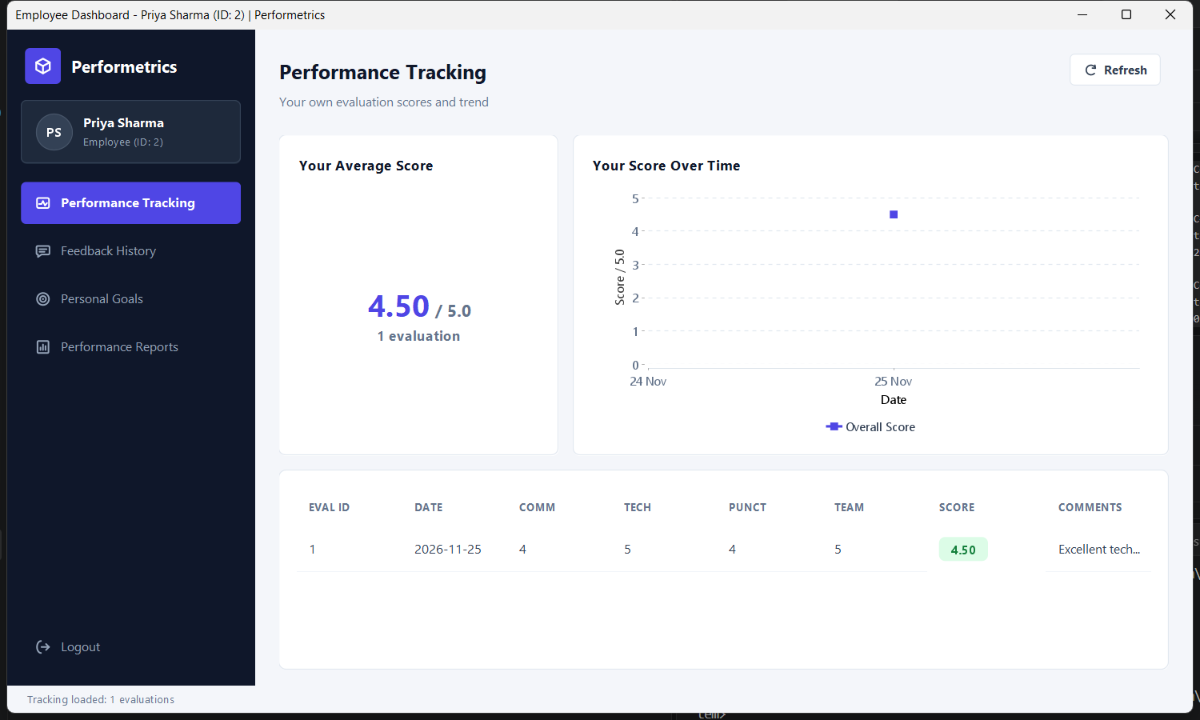 Employee Dashboard - Priya Sharma (ID: 2) | Performetrics
Performetrics
PS
Priya Sharma
Employee (ID: 2)
Performance Tracking
Feedback History
Personal Goals
Performance Reports
Logout
Tracking loaded: 1 evaluations
Performance Tracking
Your own evaluation scores and trend
Refresh
Your Average Score
4.50 / 5.0
1 evaluation
Your Score Over Time
5
4
3
2
1
0
Score / 5.0
24 Nov 25 Nov
Date
Overall Score
EVAL ID DATE COMM TECH PUNCT TEAM SCORE COMMENTS
1 2026-11-25 4 5 4 5 4.50 Excellent tech...